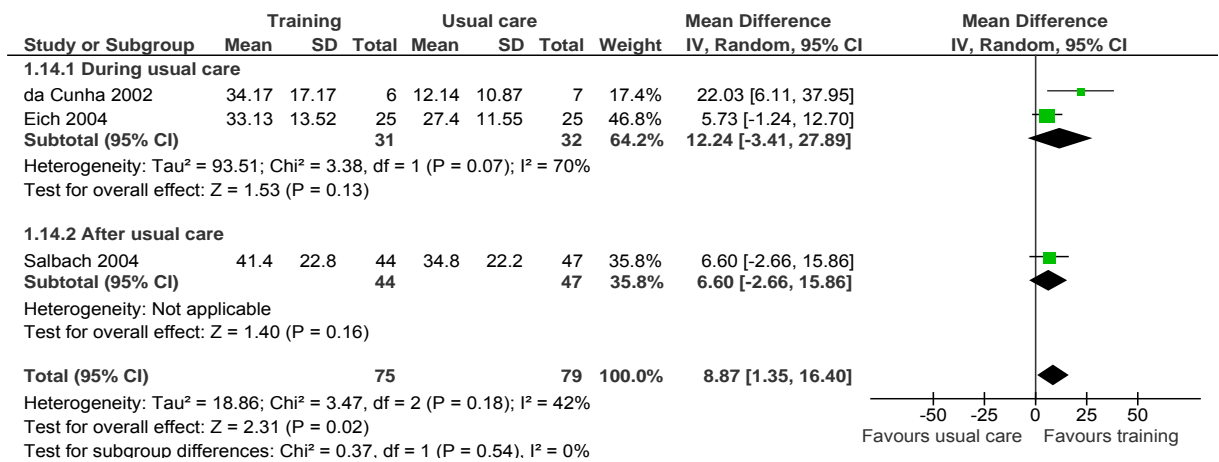 Training Usual care Mean Difference Mean Difference
Study or Subgroup Mean SD Total Mean SD Total Weight IV, Random, 95% CI IV, Random, 95% CI
1.14.1 During usual care
da Cunha 2002 34.17 17.17 6 12.14 10.87 7 17.4% 22.03 [6.11, 37.95]
Eich 2004 33.13 13.52 25 27.4 11.55 25 46.8% 5.73 [-1.24, 12.70]
Subtotal (95% CI) 31 32 64.2% 12.24 [-3.41, 27.89]
Heterogeneity: Tau² = 93.51; Chi² = 3.38, df = 1 (P = 0.07); I² = 70%
Test for overall effect: Z = 1.53 (P = 0.13)
1.14.2 After usual care
Salbach 2004 41.4 22.8 44 34.8 22.2 47 35.8% 6.60 [-2.66, 15.86]
Subtotal (95% CI) 44 47 35.8% 6.60 [-2.66, 15.86]
Heterogeneity: Not applicable
Test for overall effect: Z = 1.40 (P = 0.16)
Total (95% CI) 75 79 100.0% 8.87 [1.35, 16.40]
Heterogeneity: Tau² = 18.86; Chi² = 3.47, df = 2 (P = 0.18); I² = 42%
Test for overall effect: Z = 2.31 (P = 0.02)
Test for subgroup differences: Chi² = 0.37, df = 1 (P = 0.54), I² = 0%
-50 -25 0 25 50
Favours usual care Favours training